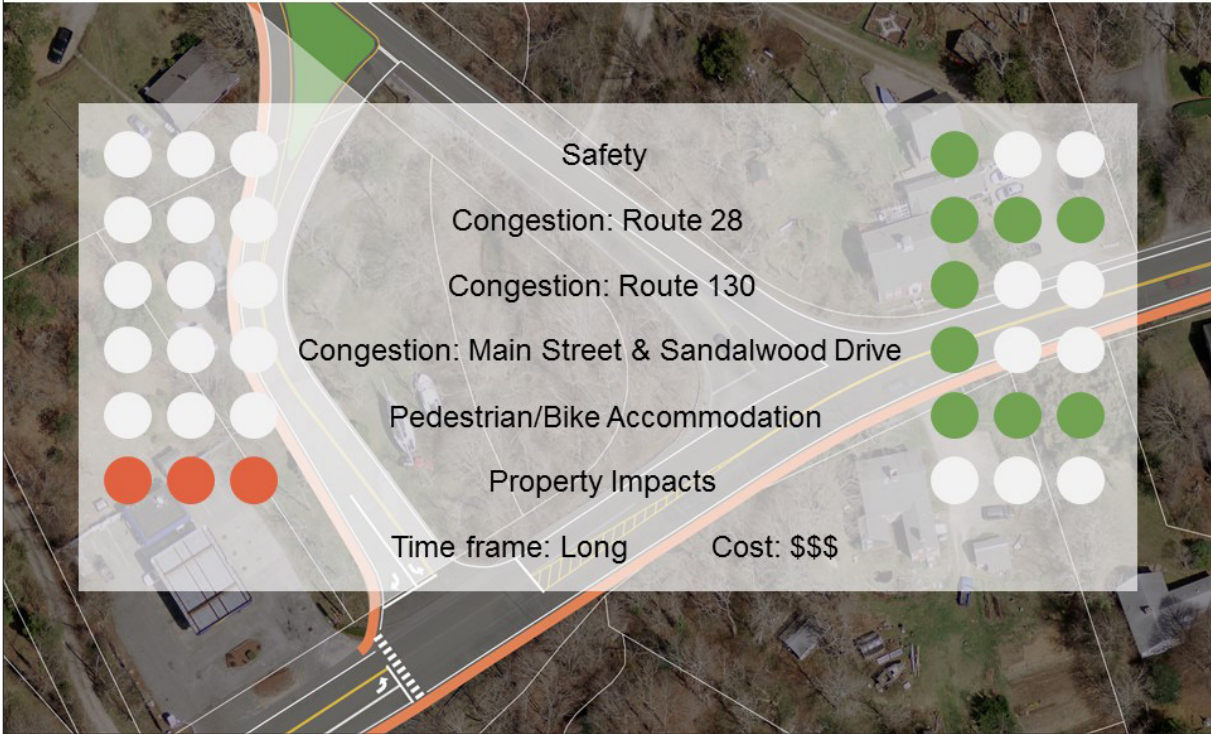 Safety
Congestion: Route 28
Congestion: Route 130
Congestion: Main Street & Sandalwood Drive
Pedestrian/Bike Accommodation
Property Impacts
Time frame: Long Cost: $$$